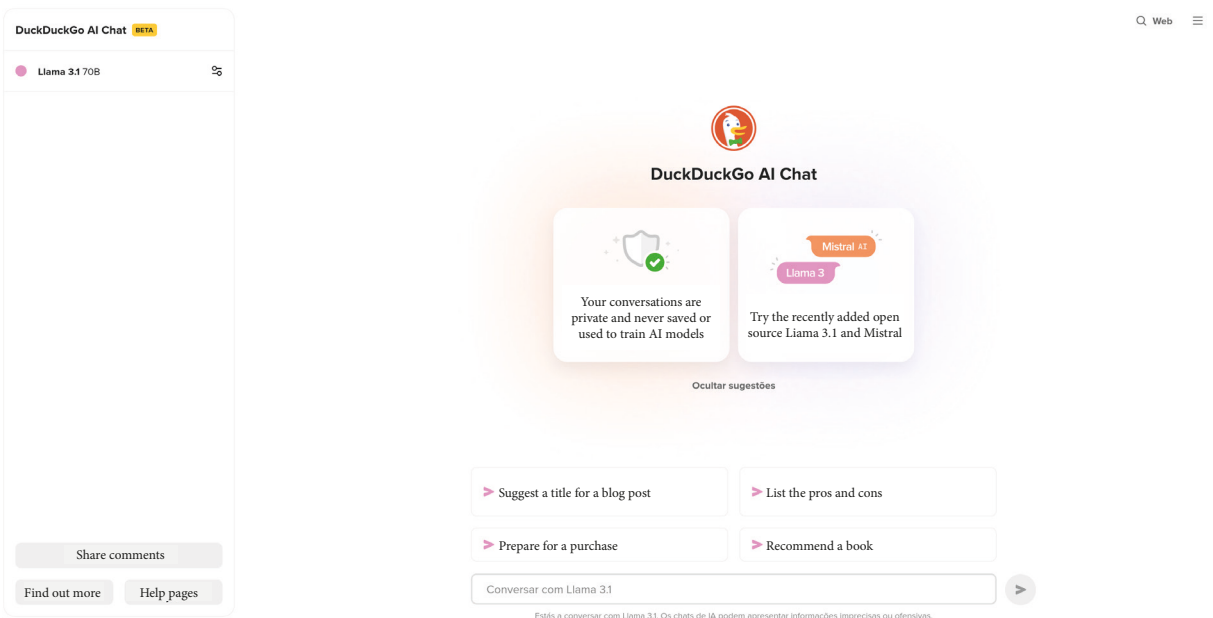 DuckDuckGo AI Chat BETA
Llama 3.1 70B
Share comments
Find out more
Help pages
Web
DuckDuckGo AI Chat
Your conversations are
private and never saved or
used to train AI models
Mistral AI
Llama 3
Try the recently added open
source Liama 3.1 and Mistral
Ocultar sugestões
Suggest a title for a blog post
List the pros and cons
Prepare for a purchase
Recommend a book
Conversar com Llama 3.1
Estás a conversar com Llama 3.1. Os chats de IA podem apresentar informações imprecisas ou ofensivas.